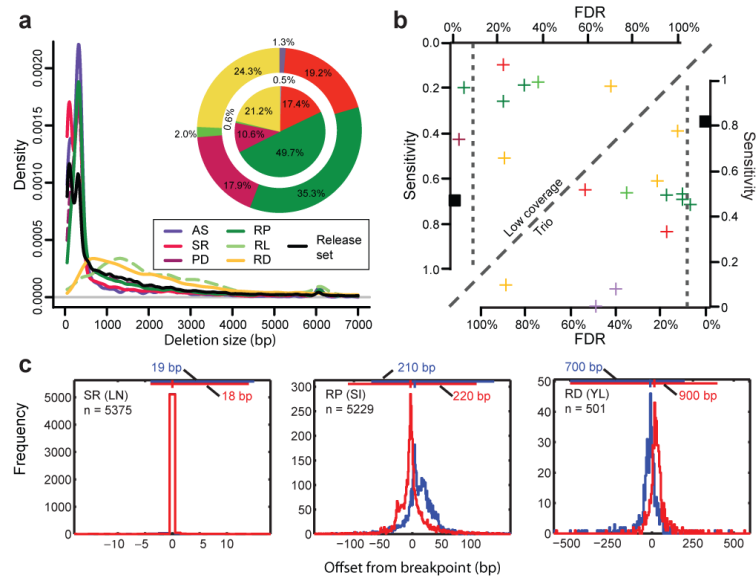 a
Density
0.0000
0.0005
0.0010
0.0015
0.0020
0
1000
2000
3000
4000
5000
6000
7000
Deletion size (bp)
1.3%
19.2%
35.3%
17.9%
2.0%
24.3%
0.5%
17.4%
49.7%
10.6%
0.6%
21.2%
AS
SR
PD
RP
RL
RD
Release
set
b
FDR
0% 20% 40% 60% 80% 100%
Sensitivity
0.0
0.2
0.4
0.6
0.8
1.0
Low coverage
Trio
1
0.8
0.6
0.4
0.2
0
Sensitivity
100% 80% 60% 40% 20% 0%
FDR
c
Frequency
19 bp
18 bp
SR (LN)
n = 5375
5000
4000
3000
2000
1000
0
−10 −5 0 5 10
210 bp
220 bp
RP (SI)
n = 5229
300
250
200
150
100
50
0
−100 −50 0 50 100
700 bp
900 bp
RD (YL)
n = 501
50
40
30
20
10
0
−600 −300 0 300 600
Offset from breakpoint (bp)